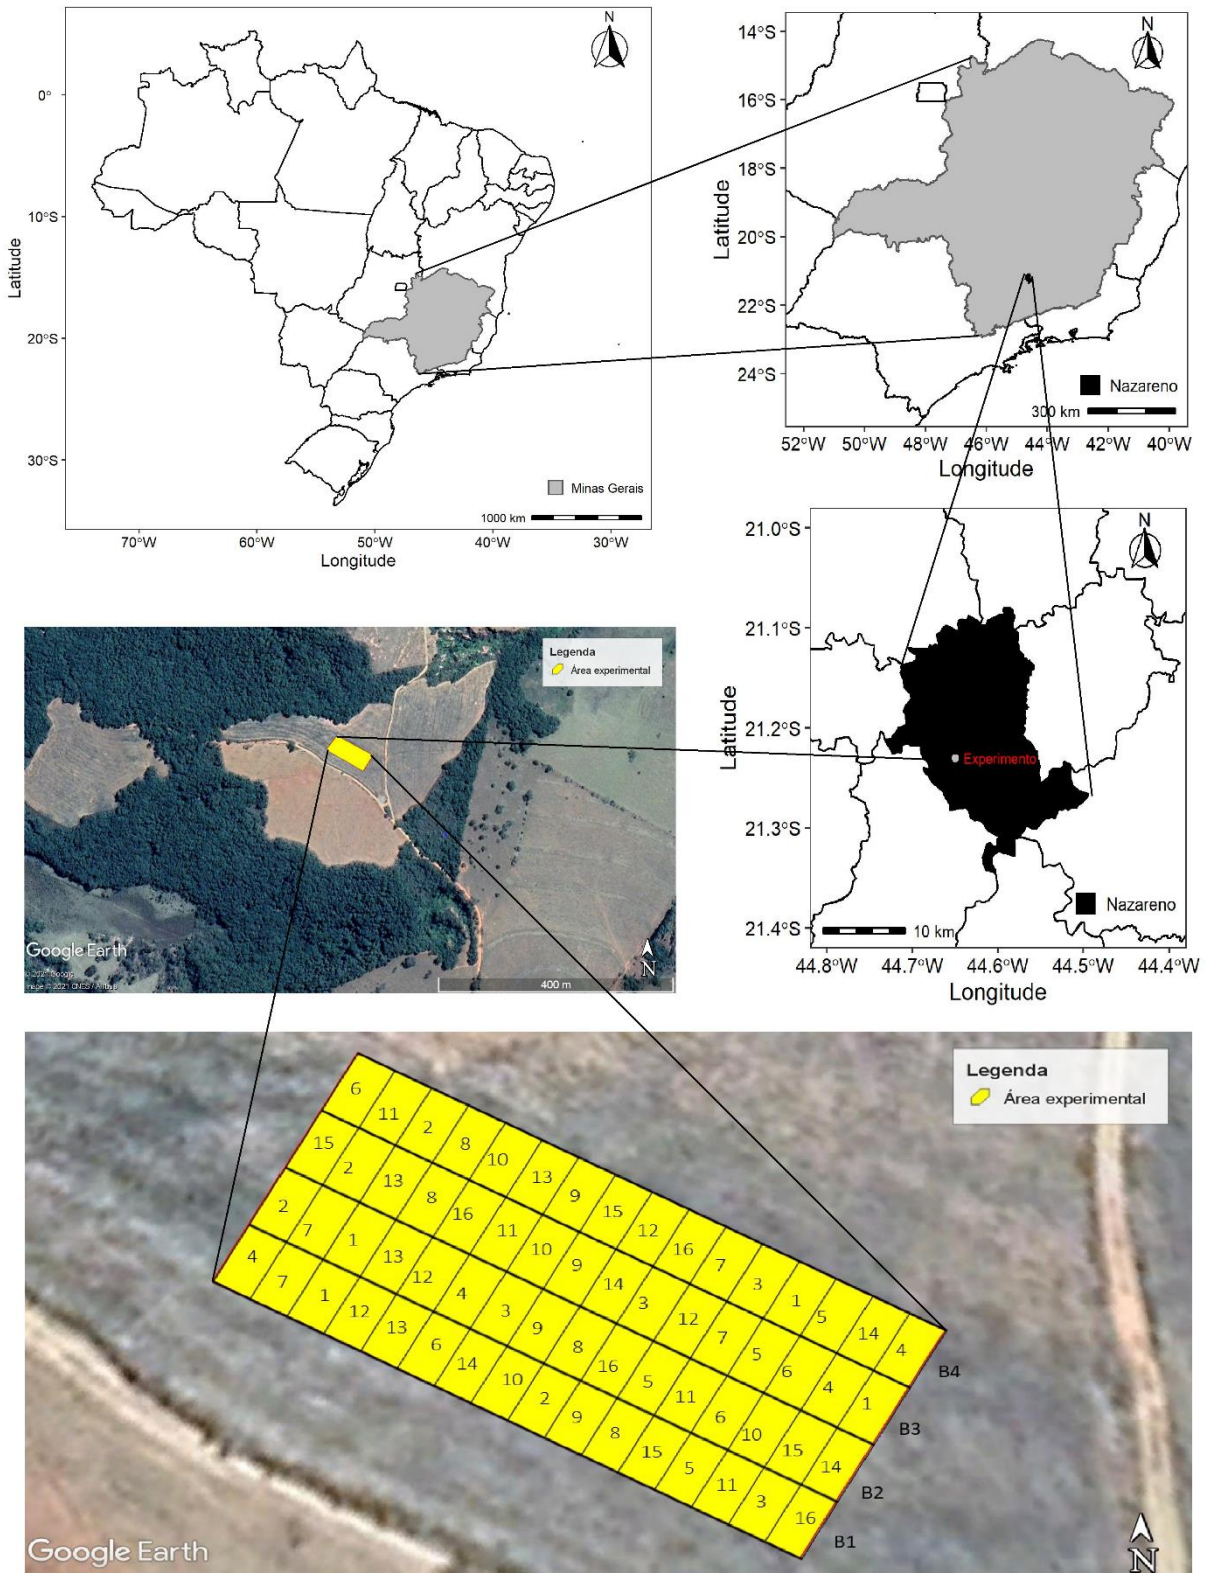 N
0°
10°S
20°S
30°S
Latitude
Minas Gerais
1000 km
70°W 60°W 50°W 40°W 30°W
Longitude
N
14°S
16°S
18°S
20°S
22°S
24°S
Latitude
Nazareno
300 km
52°W 50°W 48°W 46°W 44°W 42°W 40°W
Longitude
N
21.0°S
21.1°S
21.2°S
21.3°S
21.4°S
Latitude
Experimento
Nazareno
10 km
44.8°W 44.7°W 44.6°W 44.5°W 44.4°W
Longitude
Legenda
Área experimental
Google Earth
© 2021 CNES / Airbus
400 m
N
Legenda
Área experimental
6 11 2 8 10 13 9 15 12 16 7 3 1 5 14 4 B4
15 2 13 8 16 11 10 9 14 3 12 7 5 6 4 1 B3
2 7 1 13 12 4 3 9 8 16 5 11 6 10 15 14 B2
4 7 1 12 13 6 14 10 2 9 8 15 5 11 3 16 B1
Google Earth
N